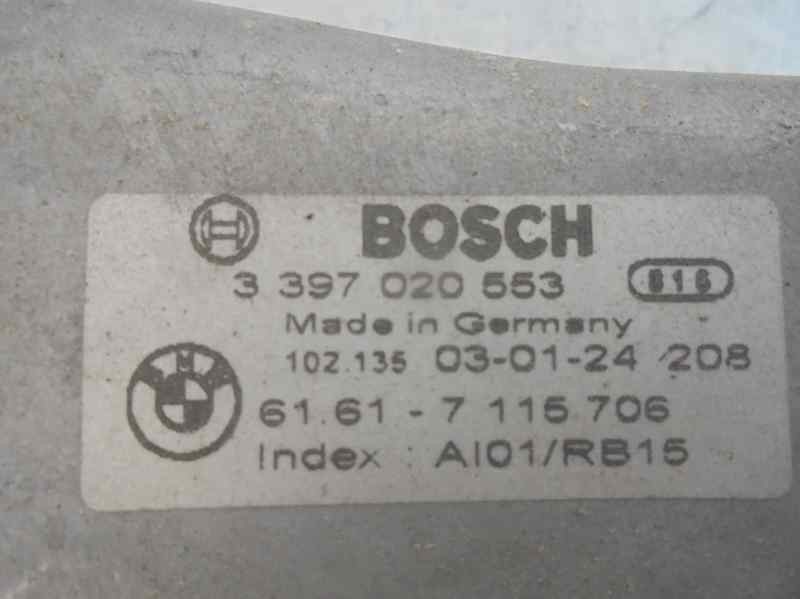 BOSCH
3 397 020 553 616
Made in Germany
102.135 03-01-24 208
61.61 - 7 115 706
Index : AI01/RB15